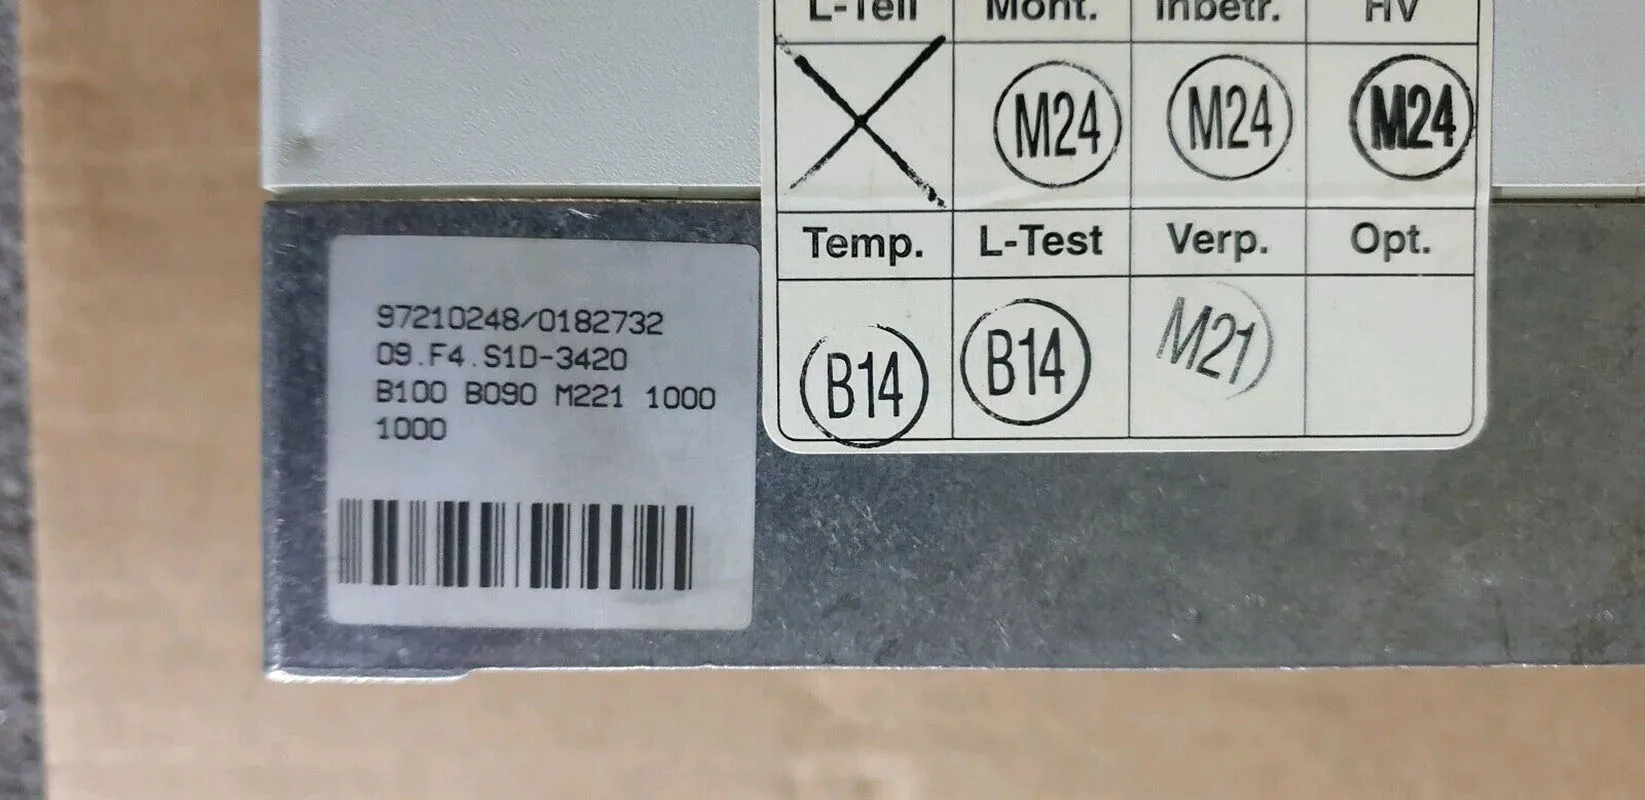 97210248/0182732
09.F4.S1D-3420
B100 B090 M221 1000
1000
L-Teil Mont. Inbetr. HV
M24 M24 M24
Temp. L-Test Verp. Opt.
B14 B14 M21